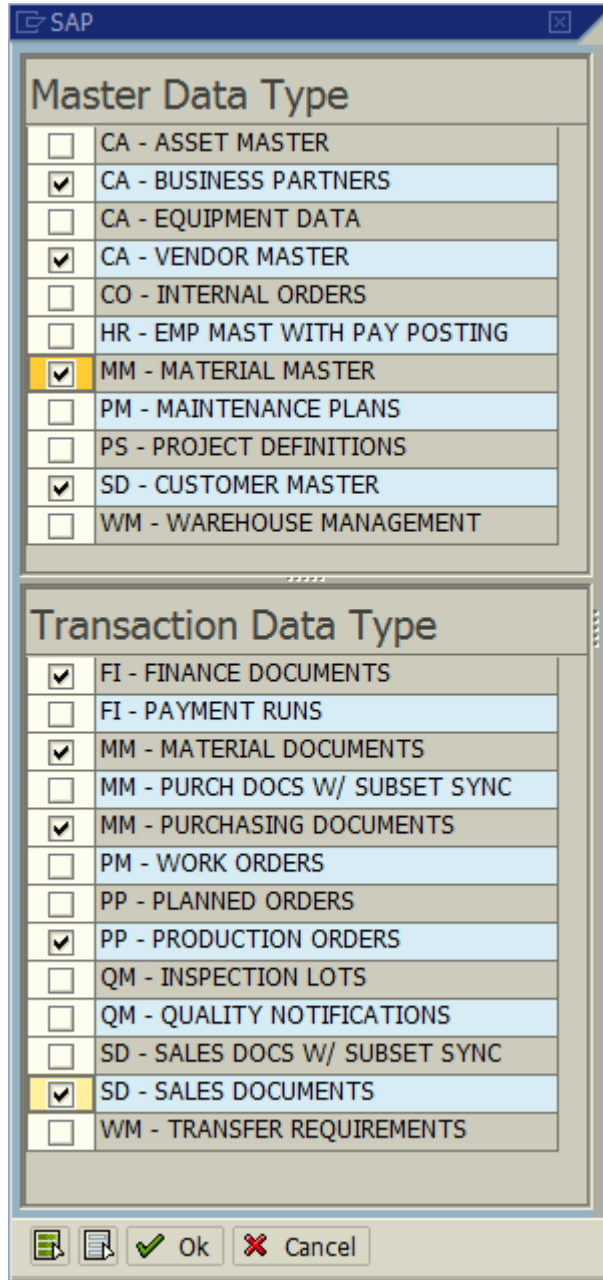 SAP
Master Data Type
CA - ASSET MASTER
CA - BUSINESS PARTNERS
CA - EQUIPMENT DATA
CA - VENDOR MASTER
CO - INTERNAL ORDERS
HR - EMP MAST WITH PAY POSTING
MM - MATERIAL MASTER
PM - MAINTENANCE PLANS
PS - PROJECT DEFINITIONS
SD - CUSTOMER MASTER
WM - WAREHOUSE MANAGEMENT
Transaction Data Type
FI - FINANCE DOCUMENTS
FI - PAYMENT RUNS
MM - MATERIAL DOCUMENTS
MM - PURCH DOCS W/ SUBSET SYNC
MM - PURCHASING DOCUMENTS
PM - WORK ORDERS
PP - PLANNED ORDERS
PP - PRODUCTION ORDERS
QM - INSPECTION LOTS
QM - QUALITY NOTIFICATIONS
SD - SALES DOCS W/ SUBSET SYNC
SD - SALES DOCUMENTS
WM - TRANSFER REQUIREMENTS
Ok Cancel